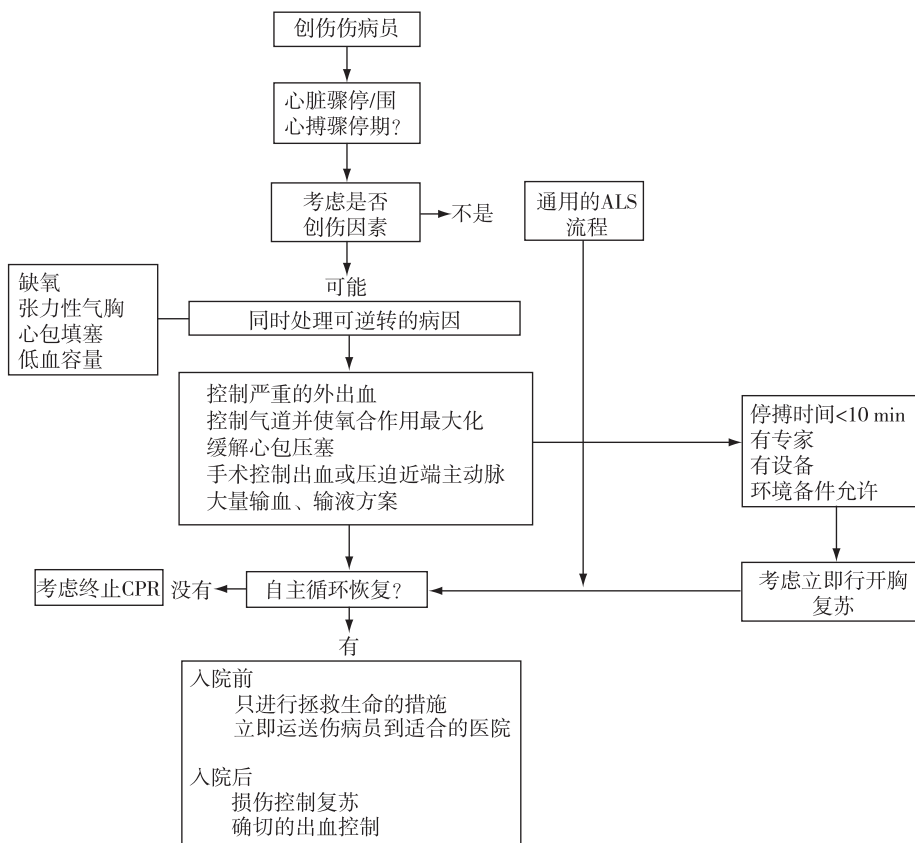 创伤伤病员
心脏骤停/围
心搏骤停期?
考虑是否
创伤因素
不是
通用的ALS
流程
可能
缺氧
张力性气胸
心包填塞
低血容量
同时处理可逆转的病因
控制严重的外出血
控制气道并使氧合作用最大化
缓解心包压塞
手术控制出血或压迫近端主动脉
大量输血、输液方案
停搏时间<10 min
有专家
有设备
环境备件允许
考虑立即行开胸
复苏
自主循环恢复?
没有
考虑终止CPR
有
入院前
只进行拯救生命的措施
立即运送伤病员到适合的医院
入院后
损伤控制复苏
确切的出血控制